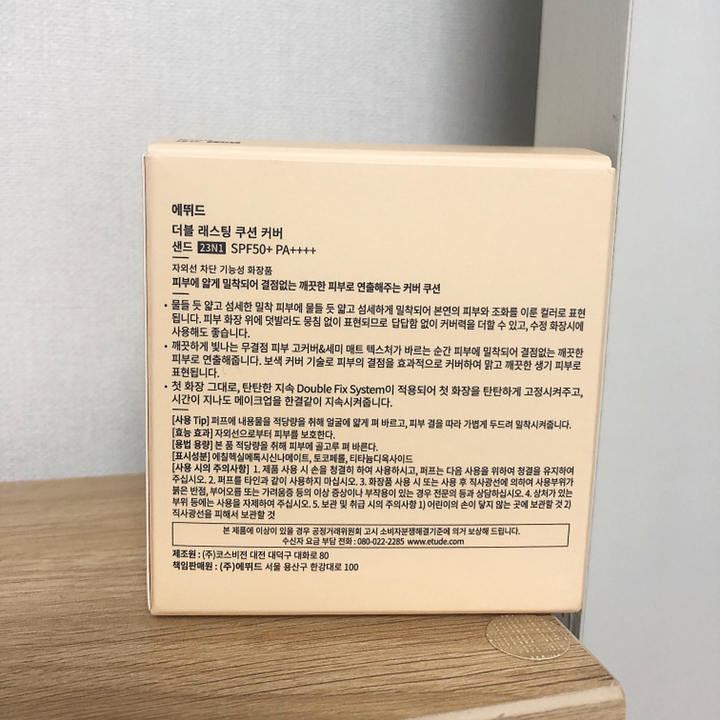 에뛰드
더블 래스팅 쿠션 커버
샌드 23N1 SPF50+ PA++++
자외선 차단 기능성 화장품
피부에 얇게 밀착되어 결점없는 깨끗한 피부로 연출해주는 커버 쿠션
• 물들 듯 얇고 섬세한 밀착 피부에 물들 듯 얇고 섬세하게 밀착되어 본연의 피부와 조화를 이룬 컬러로 표현
됩니다. 피부 화장 위에 덧발라도 뭉침 없이 표현되므로 답답함 없이 커버력을 더할 수 있고, 수정 화장시에
사용해도 좋습니다.
• 깨끗하게 빛나는 무결점 피부 고커버&세미 매트 텍스처가 바르는 순간 피부에 밀착되어 결점없는 깨끗한
피부로 연출해줍니다. 보색 커버 기술로 피부의 결점을 효과적으로 커버하여 맑고 깨끗한 생기 피부로
표현됩니다.
• 첫 화장 그대로, 탄탄한 지속 Double Fix System이 적용되어 첫 화장을 탄탄하게 고정시켜주고,
시간이 지나도 메이크업을 한결같이 지속시켜줍니다.
[사용 Tip] 퍼프에 내용물을 적당량을 취해 얼굴에 얇게 펴 바르고, 피부 결을 따라 가볍게 두드려 밀착시켜줍니다.
[효능 효과] 자외선으로부터 피부를 보호한다.
[용법 용량] 본 품 적당량을 취해 피부에 골고루 펴 바른다.
[표시성분] 에칠헥실메톡시신나메이트, 토코페롤, 티타늄디옥사이드
[사용 시의 주의사항] 1. 제품 사용 시 손을 청결히 하여 사용하시고, 퍼프는 다음 사용을 위하여 청결을 유지하여
주십시오. 2. 퍼프를 타인과 같이 사용하지 마십시오. 3. 화장품 사용 시 또는 사용 후 직사광선에 의하여 사용부위가
붉은 반점, 부어오름 또는 가려움증 등의 이상 증상이나 부작용이 있는 경우 전문의 등과 상담하십시오. 4. 상처가 있는
부위 등에는 사용을 자제하여 주십시오. 5. 보관 및 취급 시의 주의사항 1) 어린이의 손이 닿지 않는 곳에 보관할 것 2)
직사광선을 피해서 보관할 것
본 제품에 이상이 있을 경우 공정거래위원회 고시 소비자분쟁해결기준에 의거 보상해 드립니다.
수신자 요금 부담 전화 : 080-022-2285 www.etude.com
제조원 : (주)코스비전 대전 대덕구 대화로 80
책임판매원 : (주)에뛰드 서울 용산구 한강대로 100